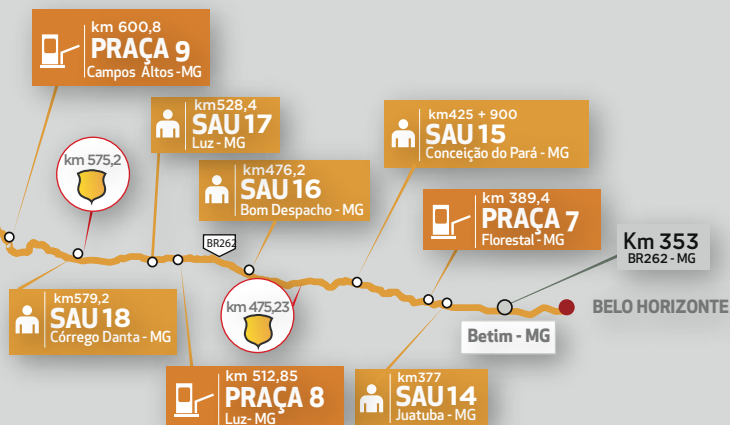 km 600,8
PRAÇA 9
Campos Altos -MG
km528,4
SAU 17
Luz - MG
km425 + 900
SAU 15
Conceição do Pará - MG
km 575,2
km476,2
SAU 16
Bom Despacho - MG
km 389,4
PRAÇA 7
Florestal - MG
Km 353
BR262 - MG
BR262
km579,2
SAU 18
Córrego Danta - MG
km 475,23
BELO HORIZONTE
Betim - MG
km 512,85
PRAÇA 8
Luz- MG
km377
SAU 14
Juatuba - MG